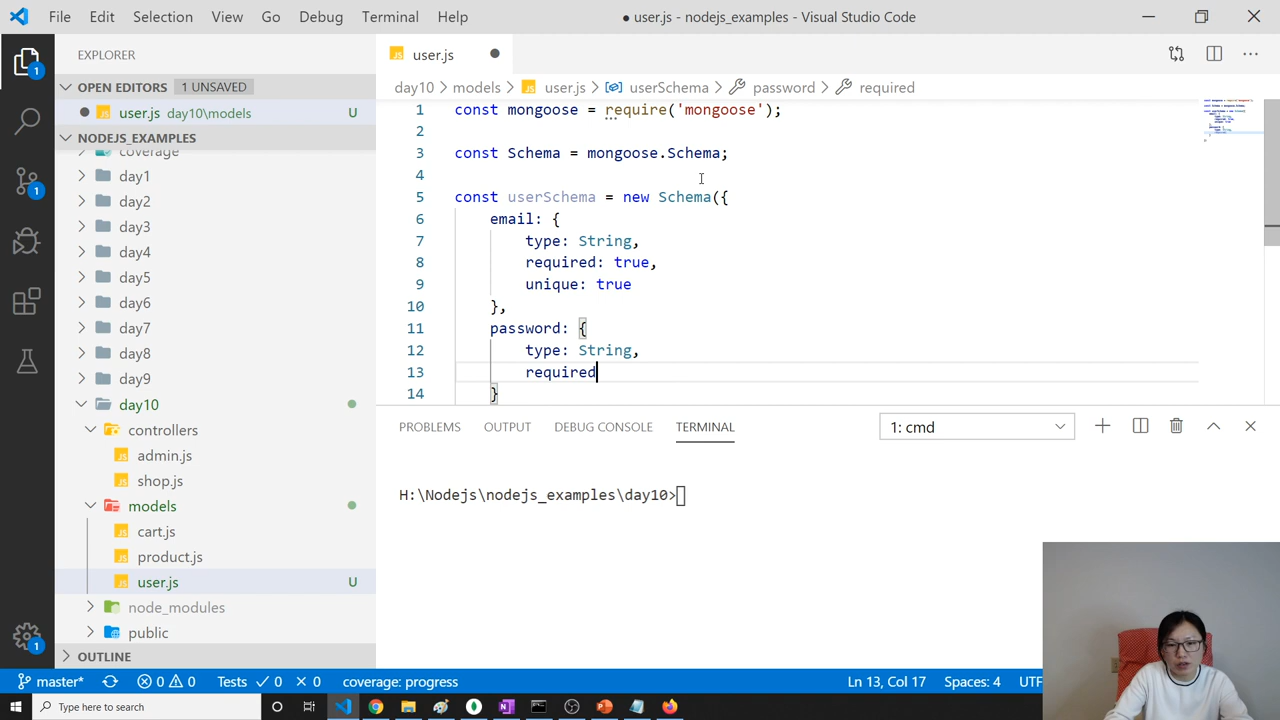 File Edit Selection View Go Debug Terminal Help ● user.js - nodejs_examples - Visual Studio Code
EXPLORER
OPEN EDITORS 1 UNSAVED
user.js day10\models U
NODEJS_EXAMPLES
coverage
day1
day2
day3
day4
day5
day6
day7
day8
day9
day10
controllers
admin.js
shop.js
models
cart.js
product.js
user.js U
node_modules
public
OUTLINE
user.js
day10 > models > user.js > userSchema > password > required
1 const mongoose = require('mongoose');
2
3 const Schema = mongoose.Schema;
4
5 const userSchema = new Schema({
6 email: {
7 type: String,
8 required: true,
9 unique: true
10 },
11 password: {
12 type: String,
13 required
14 }
PROBLEMS OUTPUT DEBUG CONSOLE TERMINAL 1: cmd
H:\Nodejs\nodejs_examples\day10>
master* 0 0 Tests 0 0 coverage: progress Ln 13, Col 17 Spaces: 4 UTF
Type here to search